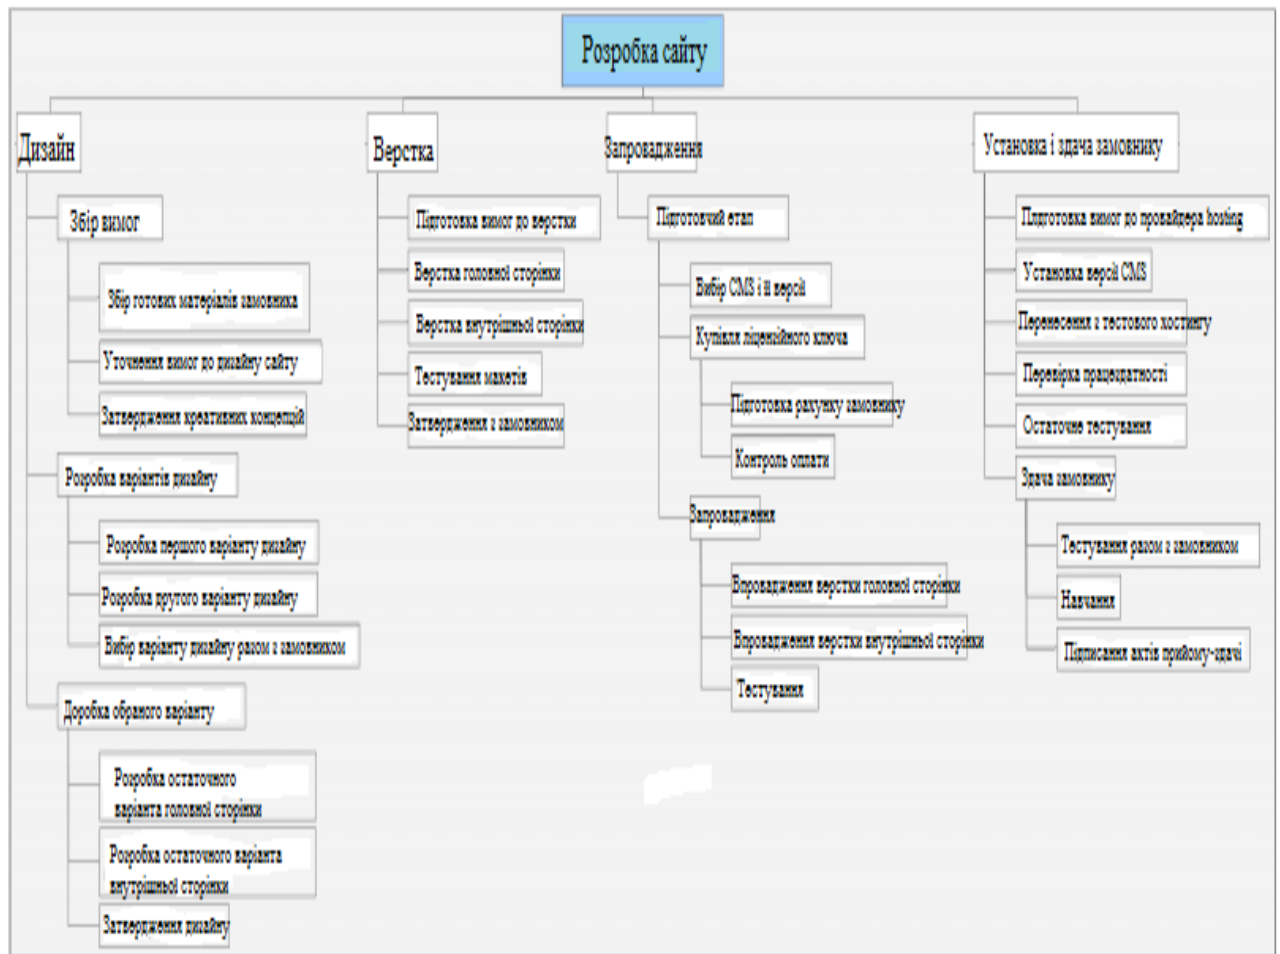 Розробка сайту
Дизайн
Збір вимог
Збір готових матеріалів замовника
Уточнення вимог до дизайну сайту
Затвердження креативних концепцій
Розробка варіантів дизайну
Розробка першого варіанту дизайну
Розробка другого варіанту дизайну
Вибір варіанту дизайну разом з замовником
Доробка обраного варіанту
Розробка остаточного
варіанта головної сторінки
Розробка остаточного варіанта
внутрішньої сторінки
Затвердження дизайну
Верстка
Підготовка вимог до верстки
Верстка головної сторінки
Верстка внутрішньої сторінки
Тестування макетів
Затвердження з замовником
Запровадження
Підготовчий етап
Вибір CMS і її версії
Купівля ліцензійного ключа
Підготовка рахунку замовнику
Контроль оплати
Запровадження
Впровадження верстки головної сторінки
Впровадження верстки внутрішньої сторінки
Тестування
Установка і здача замовнику
Плдготовка вимог до провайдера hosting
Установка версії CMS
Перенесення з тестового хостингу
Перевірка працездатності
Остаточне тестування
Здача замовнику
Тестування разом з замовником
Навчання
Підписання актів прийому-здачі